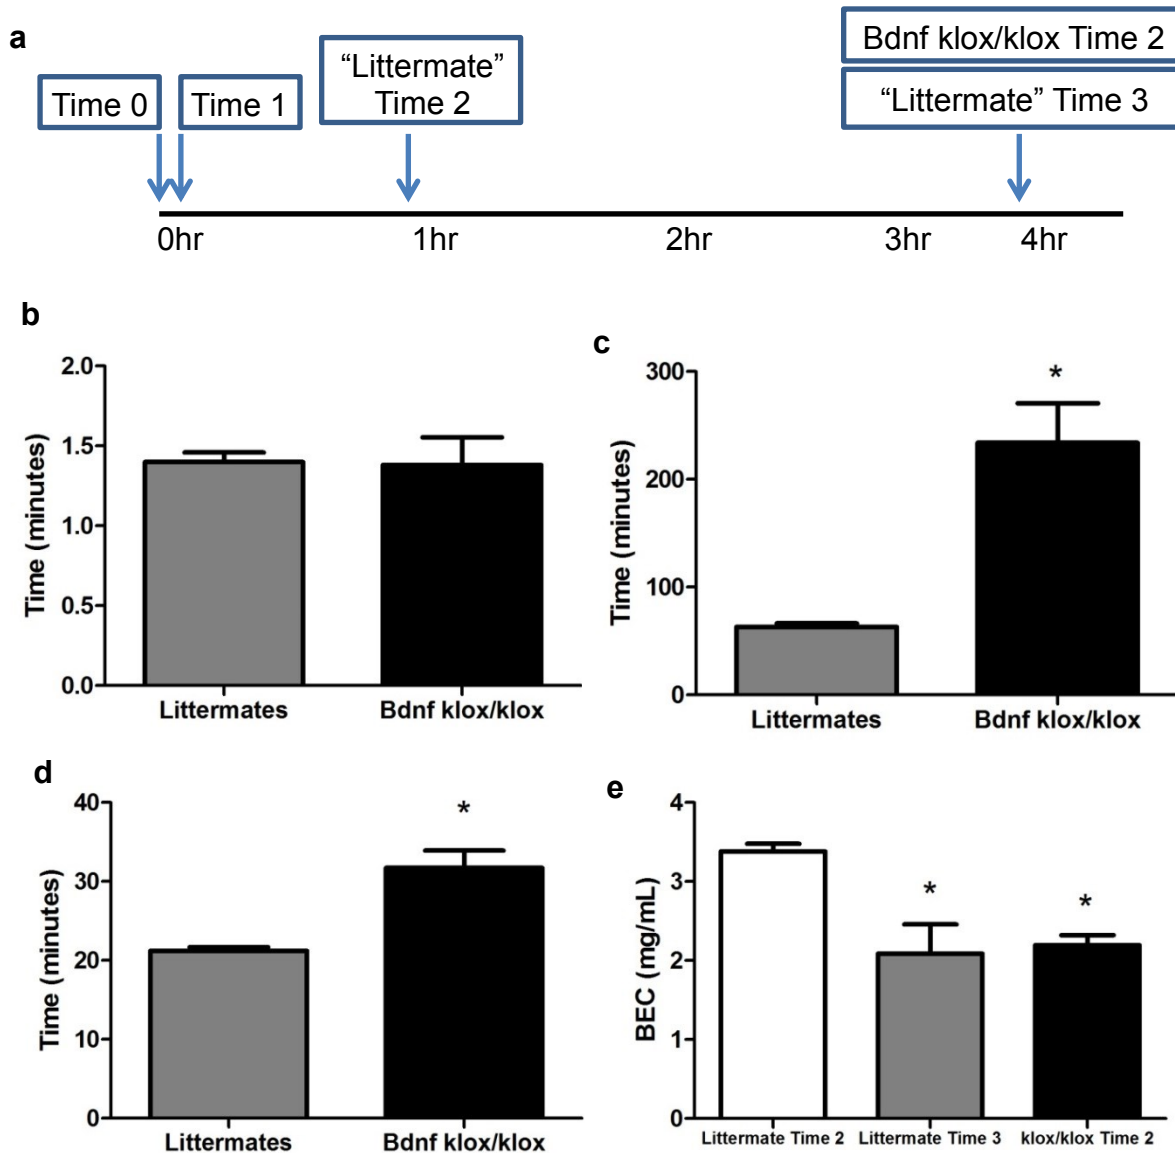 a
Time 0
Time 1
“Littermate”
Time 2
Bdnf klox/klox Time 2
“Littermate” Time 3
0hr
1hr
2hr
3hr
4hr
b
Time (minutes)
2.0
1.5
1.0
0.5
0.0
Littermates
Bdnf klox/klox
c
Time (minutes)
300
200
100
0
*
Littermates
Bdnf klox/klox
d
Time (minutes)
40
30
20
10
0
*
Littermates
Bdnf klox/klox
e
BEC (mg/mL)
4
3
2
1
0
*
*
Littermate Time 2
Littermate Time 3
klox/klox Time 2